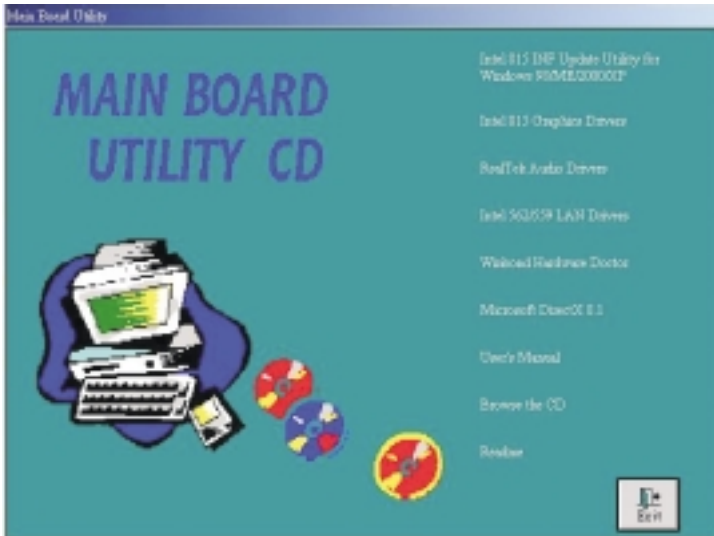 Main Board Utility
MAIN BOARD
UTILITY CD
Intel 815 INF Update Utility for
Windows 98/ME/2000/XP
Intel 815 Graphics Drivers
RealTek Audio Drivers
Intel 562/559 LAN Drivers
Winbond Hardware Doctor
Microsoft DirectX 8.1
User's Manual
Browse the CD
Readme
Exit